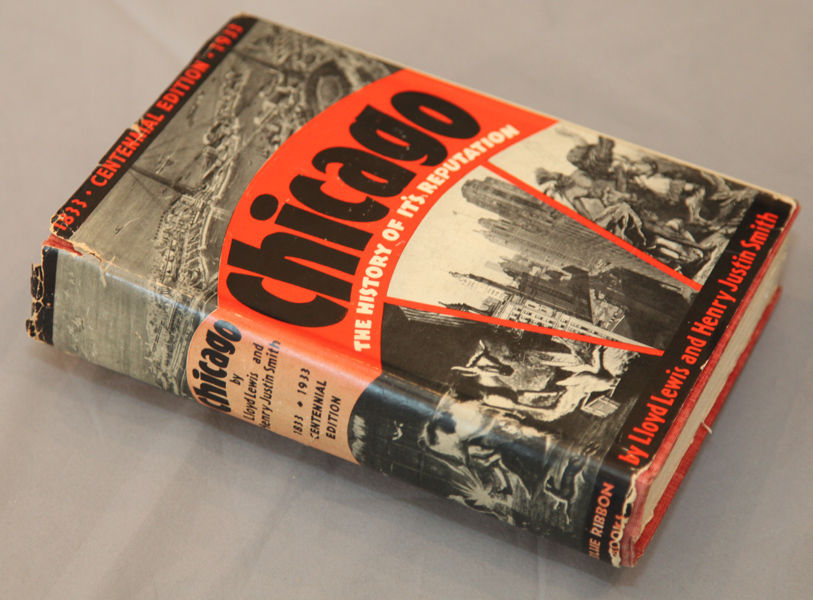 1833 • CENTENNIAL EDITION • 1933
Chicago
THE HISTORY OF IT'S REPUTATION
by Lloyd Lewis and Henry Justin Smith
Chicago
by
Lloyd Lewis and
Henry Justin Smith
1833 • 1933
CENTENNIAL
EDITION
BLUE RIBBON
BOOKS